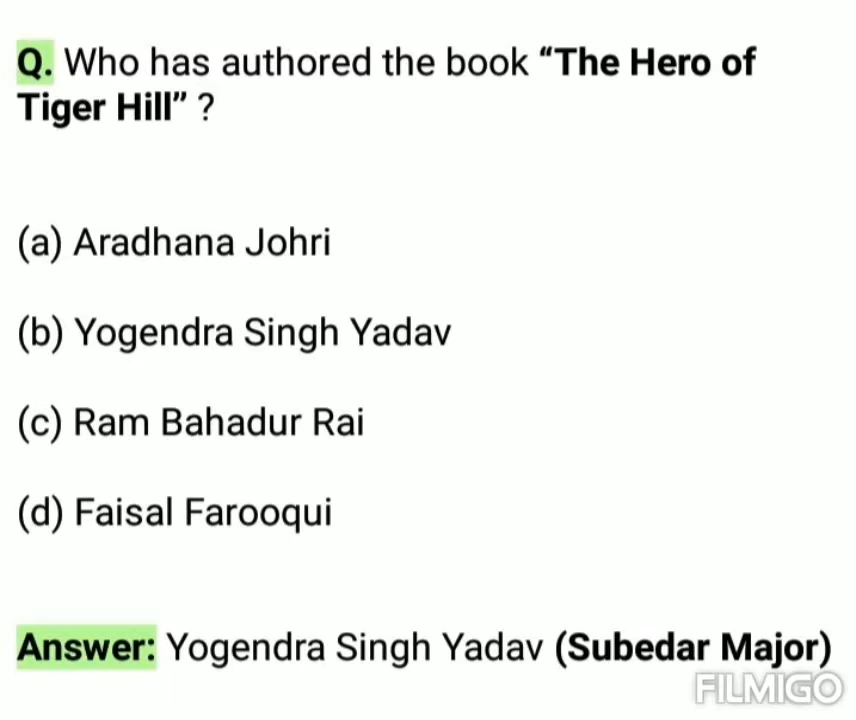 Q. Who has authored the book “The Hero of
Tiger Hill” ?
(a) Aradhana Johri
(b) Yogendra Singh Yadav
(c) Ram Bahadur Rai
(d) Faisal Farooqui
Answer: Yogendra Singh Yadav (Subedar Major)
FILMIGO